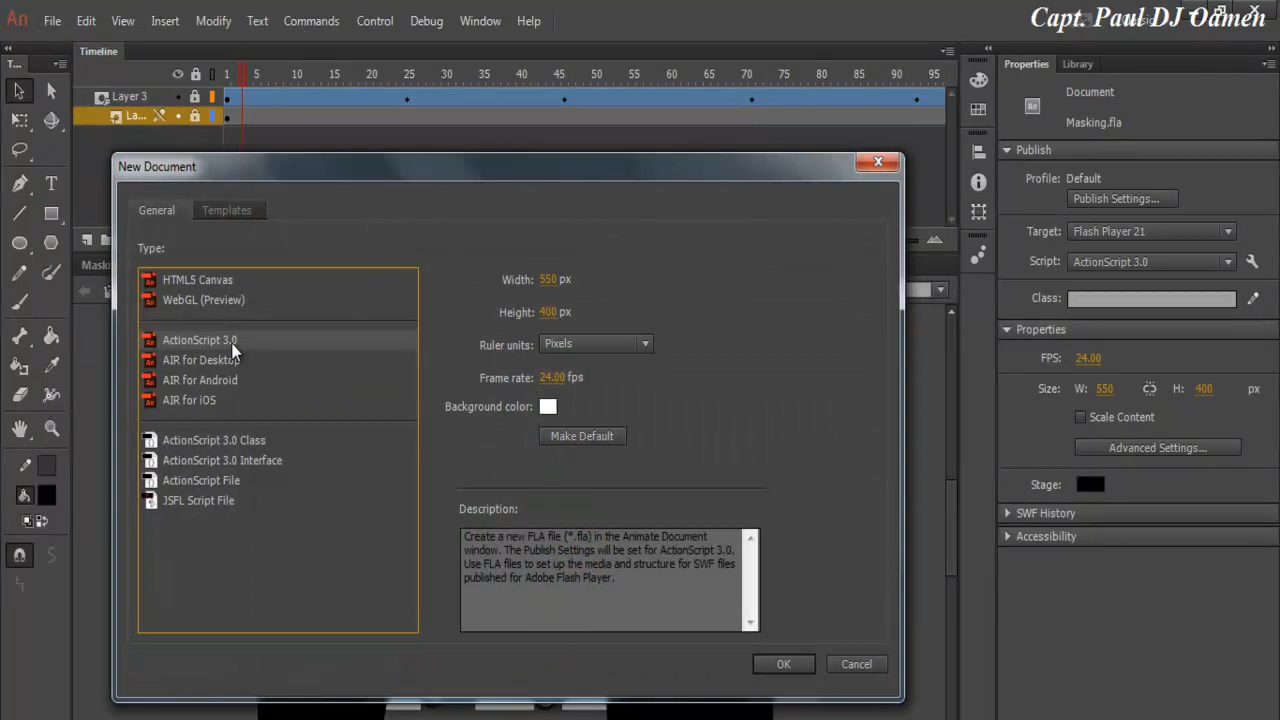 An File Edit View Insert Modify Text Commands Control Debug Window Help
Capt. Paul DJ Oamen
T...
Timeline
1 5 10 15 20 25 30 35 40 45 50 55 60 65 70 75 80 85 90 95
Layer 3
La...
New Document
General Templates
Type:
HTML5 Canvas
WebGL (Preview)
ActionScript 3.0
AIR for Desktop
AIR for Android
AIR for iOS
ActionScript 3.0 Class
ActionScript 3.0 Interface
ActionScript File
JSFL Script File
Width: 550 px
Height: 400 px
Ruler units: Pixels
Frame rate: 24.00 fps
Background color:
Make Default
Description:
Create a new FLA file (*.fla) in the Animate Document
window. The Publish Settings will be set for ActionScript 3.0.
Use FLA files to set up the media and structure for SWF files
published for Adobe Flash Player.
OK Cancel
Properties Library
Document
An
Masking.fla
Publish
Profile: Default
Publish Settings...
Target: Flash Player 21
Script: ActionScript 3.0
Class:
Properties
FPS: 24.00
Size: W: 550 H: 400 px
Scale Content
Advanced Settings...
Stage:
SWF History
Accessibility